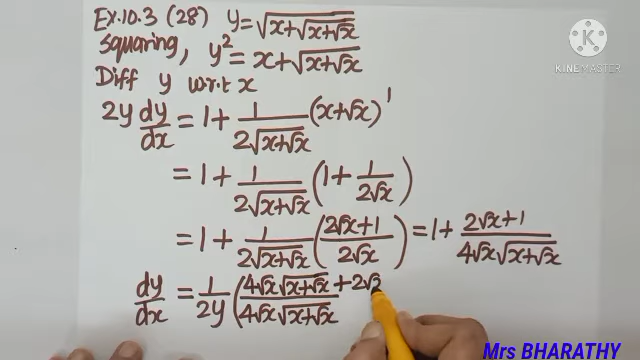 Ex.10.3 (28) y = √(x+√(x+√x))
Squaring, y² = x+√(x+√x)
Diff y w.r.t x
2y dy/dx = 1 + 1/(2√(x+√x)) (x+√x)'
= 1 + 1/(2√(x+√x)) (1 + 1/(2√x))
= 1 + 1/(2√(x+√x)) ((2√x+1)/(2√x)) = 1 + (2√x+1)/(4√x√(x+√x))
dy/dx = 1/2y ((4√x√(x+√x) + 2√x)/(4√x√(x+√x))
K
KINEMASTER
Mrs BHARATHY